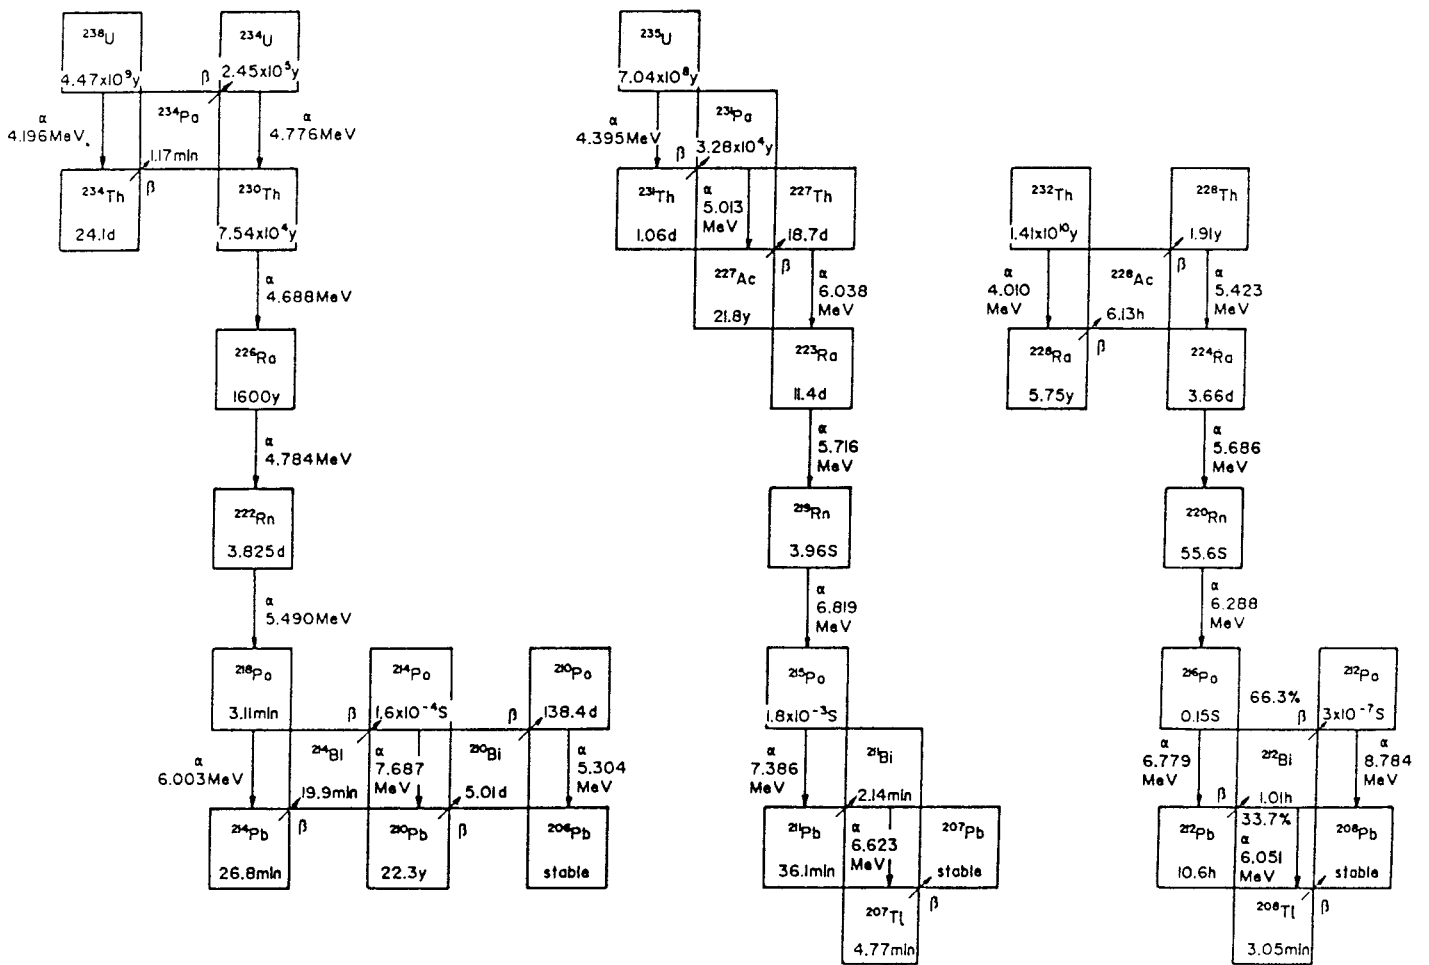 ²³⁸U
4.47x10⁹y
²³⁴U
2.45x10⁵y
β
α
4.196MeV
²³⁴Pa
1.17min
α
4.776MeV
²³⁴Th
24.1d
β
²³⁰Th
7.54x10⁴y
α
4.688MeV
²²⁶Ra
1600y
α
4.784MeV
²²²Rn
3.825d
α
5.490MeV
²¹⁸Po
3.11min
²¹⁴Po
1.6x10⁻⁴S
²¹⁰Po
138.4d
β
β
α
6.003MeV
²¹⁴Bi
19.9min
α
7.687
MeV
²¹⁰Bi
5.01d
α
5.304
MeV
²¹⁴Pb
26.8min
β
²¹⁰Pb
22.3y
β
²⁰⁶Pb
stable
²³⁵U
7.04x10⁸y
α
4.395MeV
²³¹Pa
3.28x10⁴y
β
²³¹Th
1.06d
α
5.013
MeV
²²⁷Th
18.7d
²²⁷Ac
21.8y
β
α
6.038
MeV
²²³Ra
11.4d
α
5.716
MeV
²¹⁹Rn
3.96S
α
6.819
MeV
²¹⁵Po
1.8x10⁻³S
α
7.386
MeV
²¹¹Bi
2.14min
²¹¹Pb
36.1min
α
6.623
MeV
²⁰⁷Pb
stable
²⁰⁷Tl
4.77min
β
²³²Th
1.41x10¹⁰y
²²⁸Th
1.91y
α
4.010
MeV
²²⁸Ac
6.13h
β
α
5.423
MeV
²²⁸Ra
5.75y
β
²²⁴Ra
3.66d
α
5.686
MeV
²²⁰Rn
55.6S
α
6.288
MeV
²¹⁶Po
0.15S
66.3%
β
²¹²Po
3x10⁻⁷S
α
6.779
MeV
²¹²Bi
β
1.01h
33.7%
α
8.784
MeV
²¹²Pb
10.6h
α
6.051
MeV
²⁰⁸Pb
stable
²⁰⁸Tl
3.05min
β